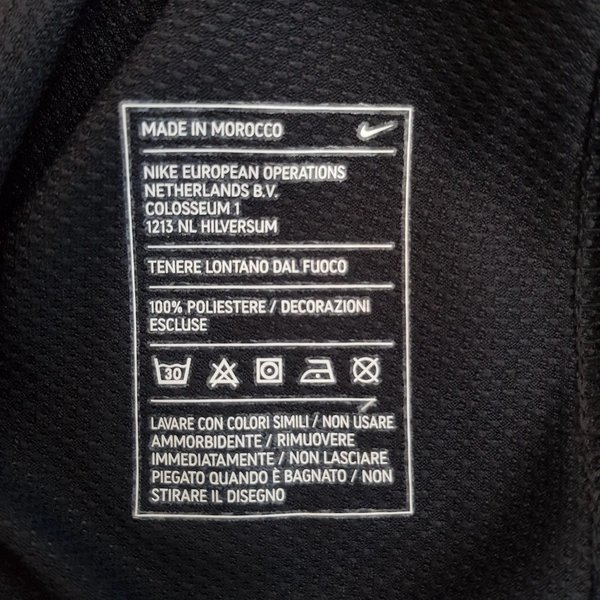 MADE IN MOROCCO
NIKE EUROPEAN OPERATIONS
NETHERLANDS B.V.
COLOSSEUM 1
1213 NL HILVERSUM
TENERE LONTANO DAL FUOCO
100% POLIESTERE / DECORAZIONI
ESCLUSE
30
LAVARE CON COLORI SIMILI / NON USARE
AMMORBIDENTE / RIMUOVERE
IMMEDIATAMENTE / NON LASCIARE
PIEGATO QUANDO È BAGNATO / NON
STIRARE IL DISEGNO